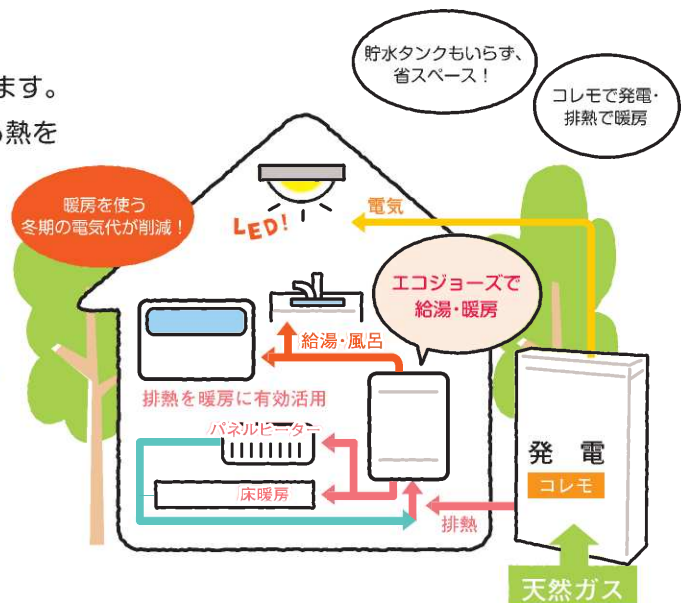 貯水タンクもいらず、
省スペース！
コレモで発電・
排熱で暖房
ます。
熱を
暖房を使う
冬期の電気代が削減！
LED!
電気
エコジョーズで
給湯・暖房
給湯・風呂
排熱を暖房に有効活用
パネルヒーター
床暖房
排熱
発 電
コレモ
天然ガス